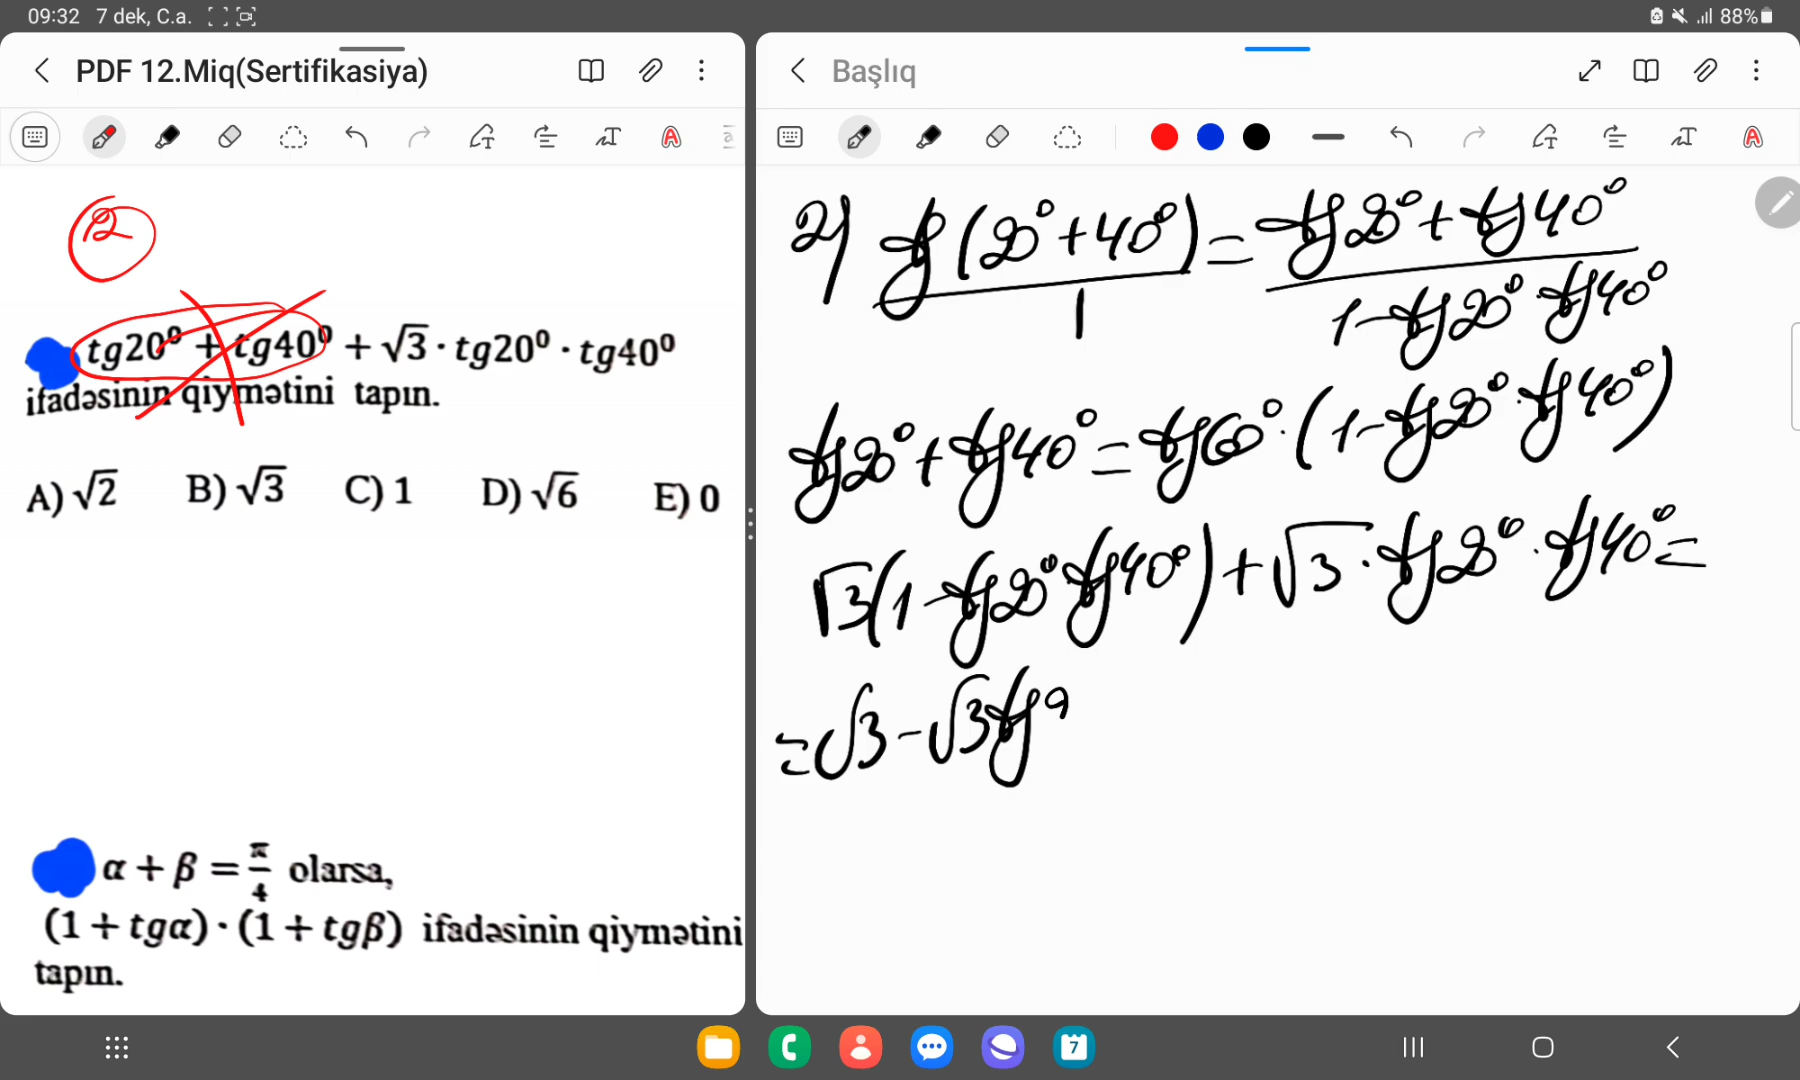 09:32 7 dek, C.a. 88%
PDF 12.Miq(Sertifikasiya)
2
tg20⁰ + tg40⁰ + √3 · tg20⁰ · tg40⁰
ifadəsinin qiymətini tapın.
A) √2 B) √3 C) 1 D) √6 E) 0
α + β = π/4 olarsa,
(1 + tgα) · (1 + tgβ) ifadəsinin qiymətini
tapın.
Başlıq
2) tg(20° + 40°)/1 = (tg20° + tg40°)/(1 - tg20° · tg40°)
tg20° + tg40° = tg60° · (1 - tg20° · tg40°)
√3(1 - tg20° tg40°) + √3 · tg20° · tg40° =
= √3 - √3 tg
7